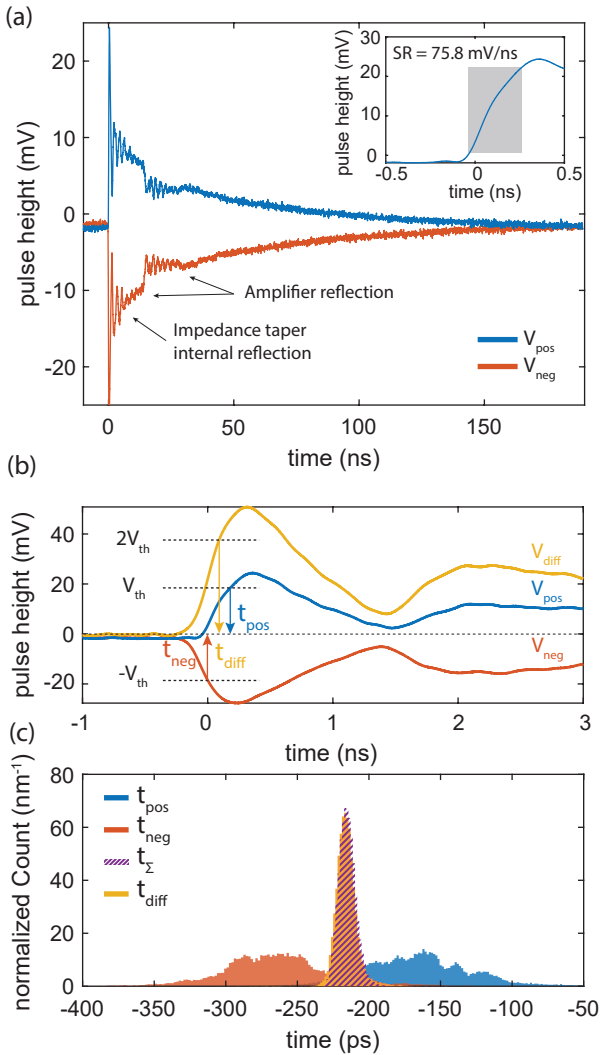 (a)
20
10
0
-10
-20
pulse height (mV)
0
50
100
150
time (ns)
Amplifier reflection
Impedance taper
internal reflection
V_pos
V_neg
SR = 75.8 mV/ns
30
20
10
0
pulse height (mV)
-0.5
0
0.5
time (ns)
(b)
40
20
0
-20
pulse height (mV)
2V_th
V_th
-V_th
t_neg
t_diff
t_pos
V_diff
V_pos
V_neg
-1
0
1
2
3
time (ns)
(c)
80
60
40
20
0
normalized Count (nm⁻¹)
t_pos
t_neg
t_Σ
t_diff
-400
-350
-300
-250
-200
-150
-100
-50
time (ps)